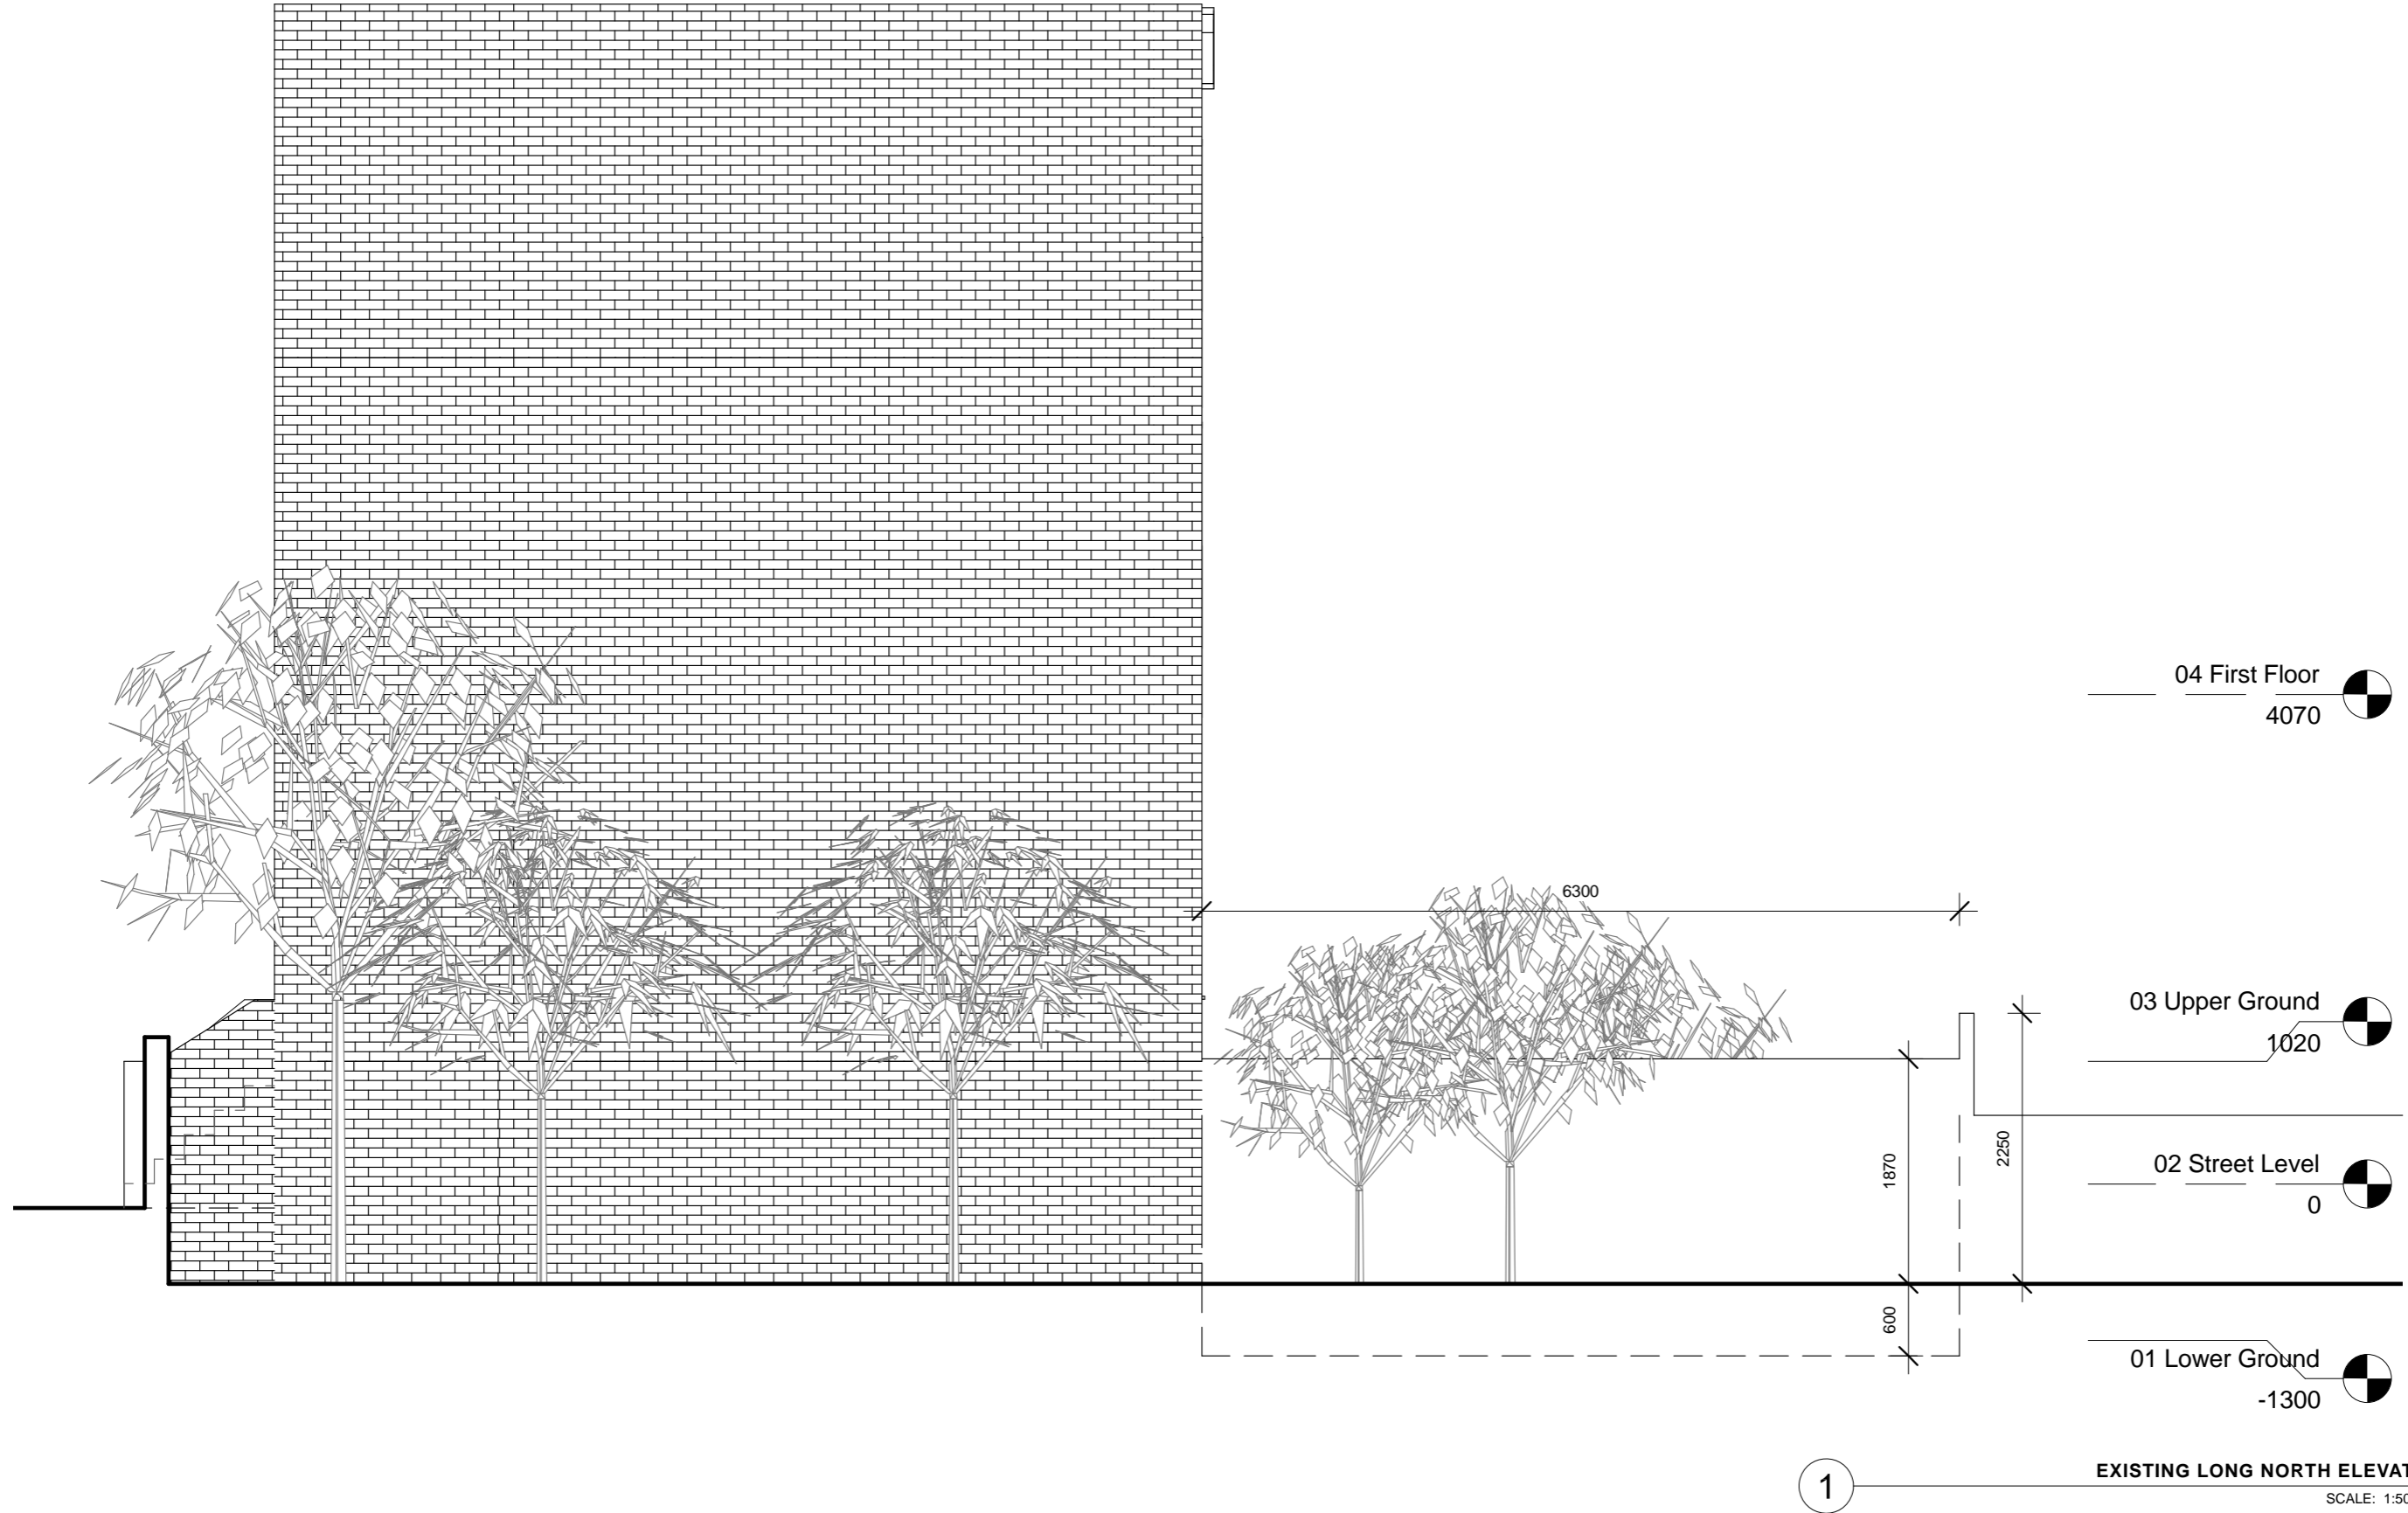 04 First Floor
4070
6300
03 Upper Ground
1020
2250
1870
02 Street Level
0
600
01 Lower Ground
-1300
1
EXISTING LONG NORTH ELEVAT
SCALE: 1:50